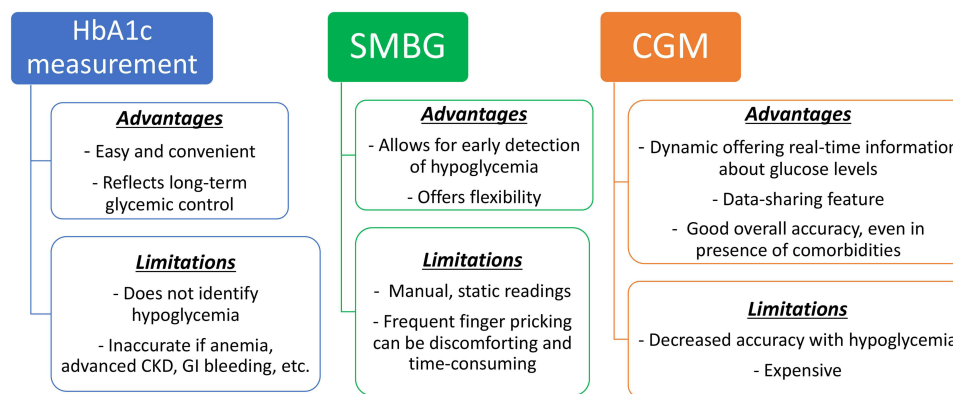 HbA1c
measurement
Advantages
- Easy and convenient
- Reflects long-term
glycemic control
Limitations
- Does not identify
hypoglycemia
- Inaccurate if anemia,
advanced CKD, GI bleeding, etc.
SMBG
Advantages
- Allows for early detection
of hypoglycemia
- Offers flexibility
Limitations
- Manual, static readings
- Frequent finger pricking
can be discomforting and
time-consuming
CGM
Advantages
- Dynamic offering real-time information
about glucose levels
- Data-sharing feature
- Good overall accuracy, even in
presence of comorbidities
Limitations
- Decreased accuracy with hypoglycemia
- Expensive